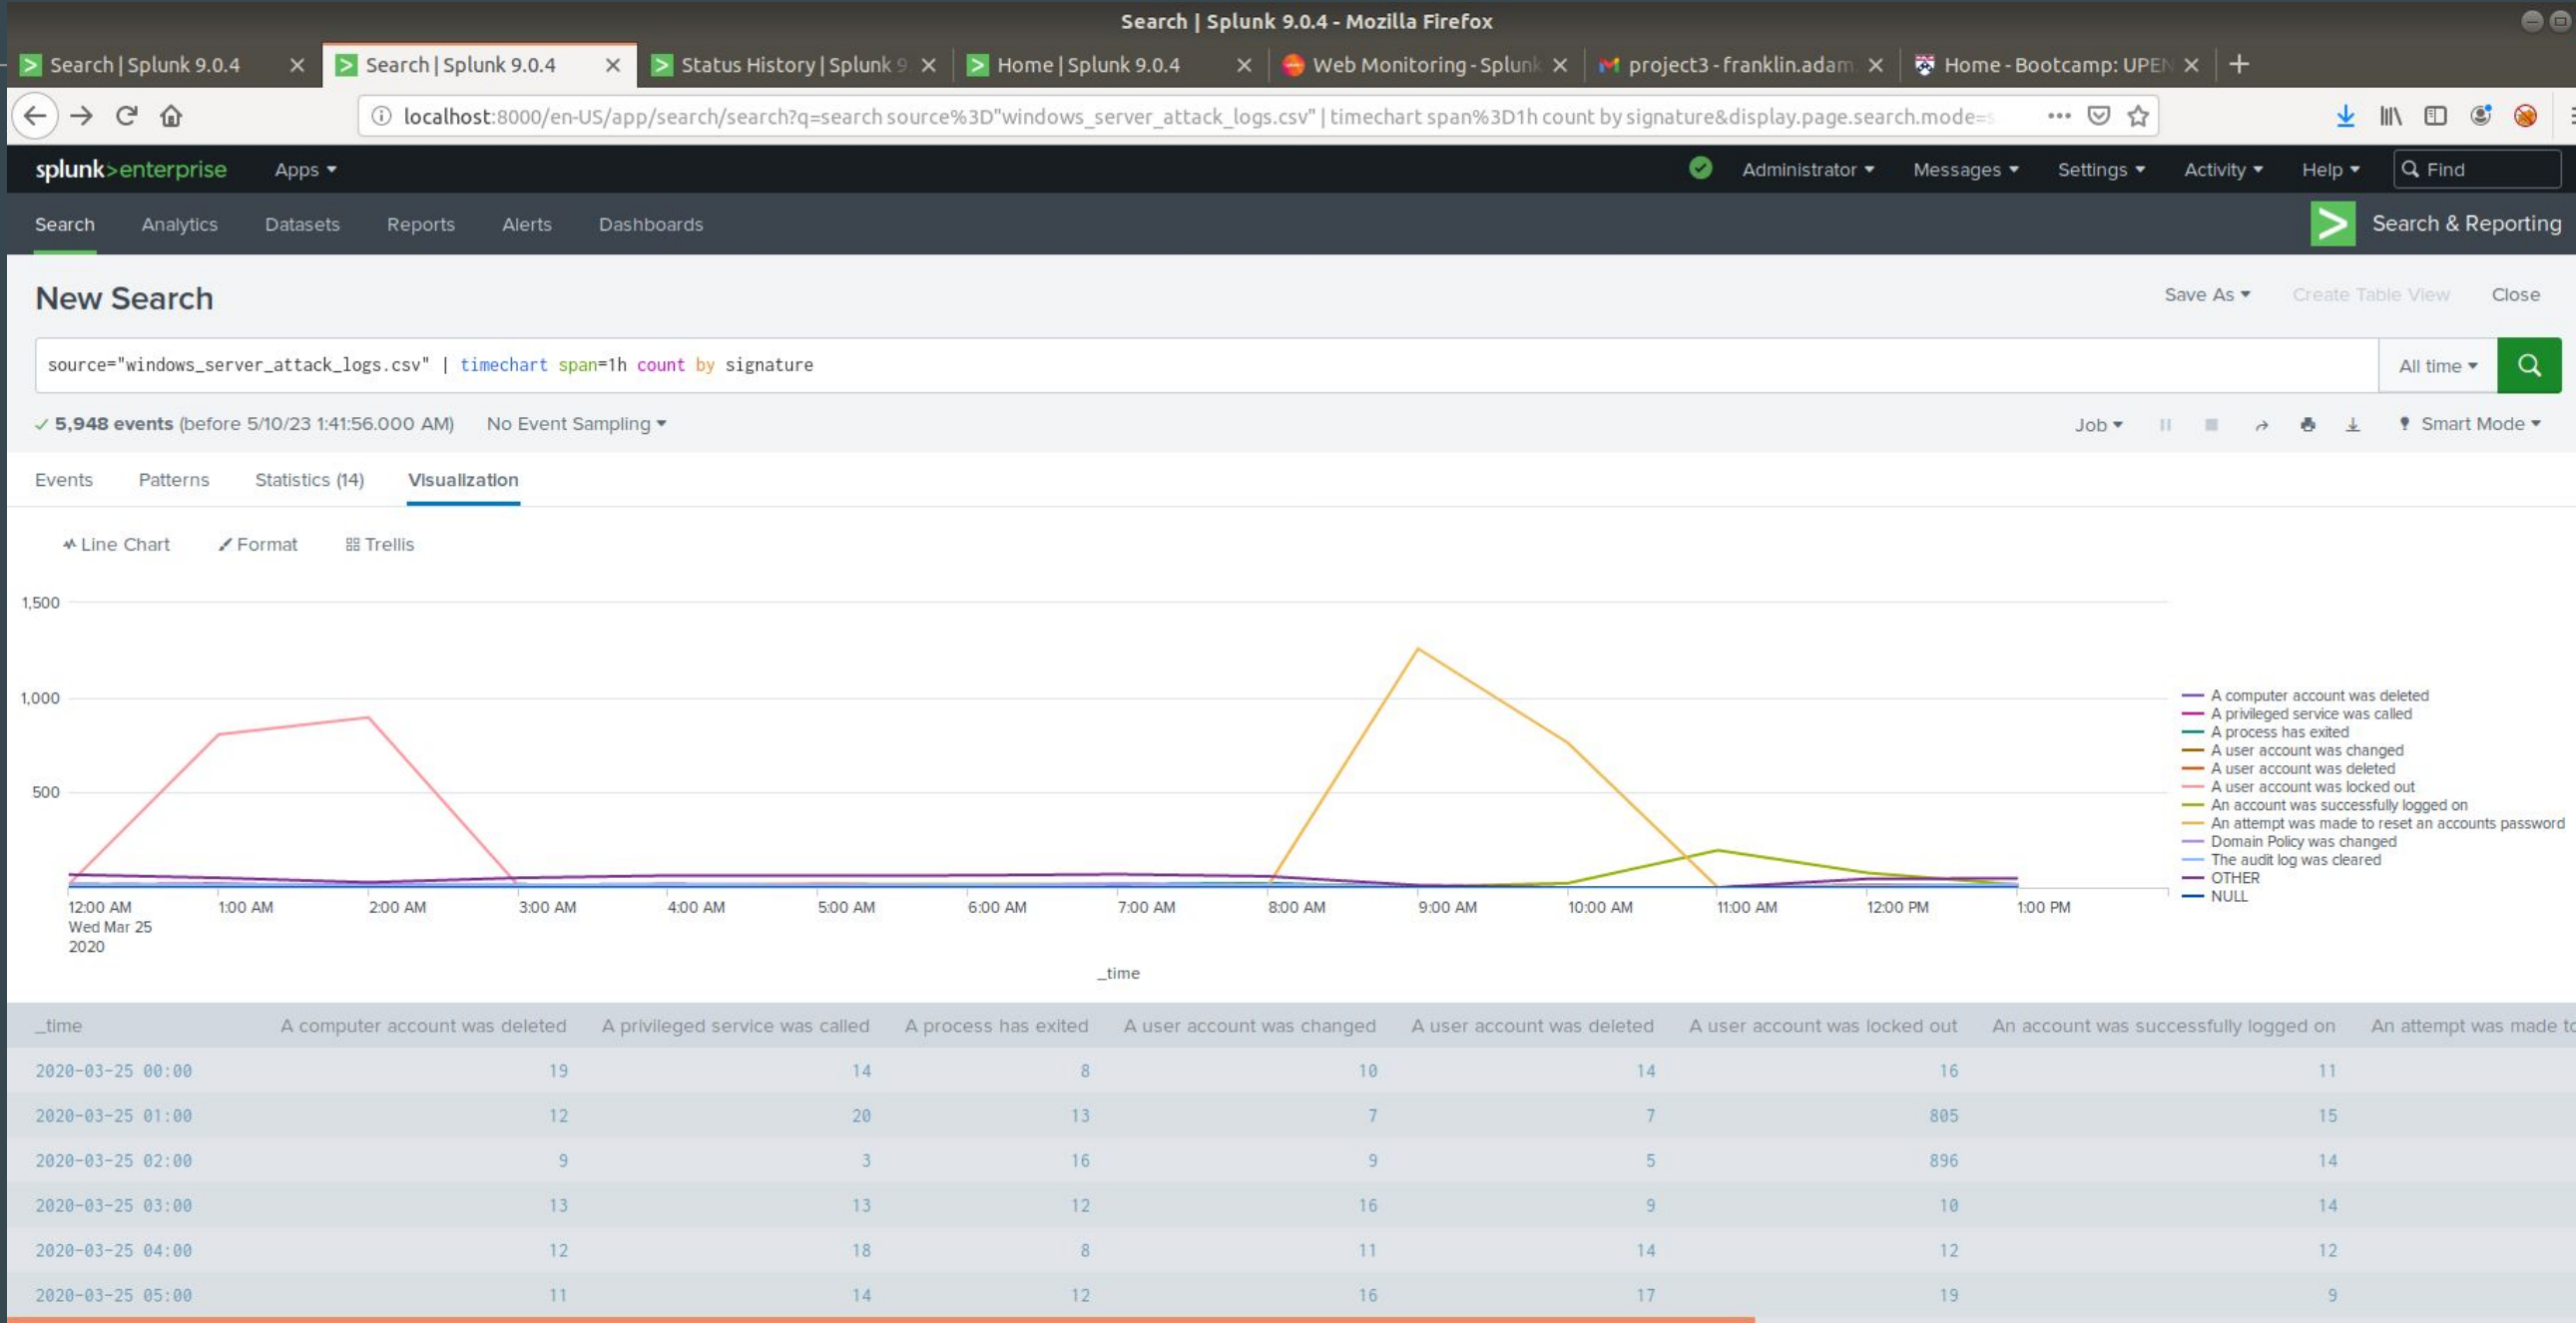 Search | Splunk 9.0.4 - Mozilla Firefox
Search | Splunk 9.0.4
Search | Splunk 9.0.4
Status History | Splunk 9.
Home | Splunk 9.0.4
Web Monitoring - Splunk
project3 - franklin.adam
Home - Bootcamp: UPEN
localhost:8000/en-US/app/search/search?q=search source%3D"windows_server_attack_logs.csv" | timechart span%3D1h count by signature&display.page.search.mode=s
splunk>enterprise Apps Administrator Messages Settings Activity Help Find
Search Analytics Datasets Reports Alerts Dashboards Search & Reporting
New Search Save As Create Table View Close
source="windows_server_attack_logs.csv" | timechart span=1h count by signature All time
5,948 events (before 5/10/23 1:41:56.000 AM) No Event Sampling Job Smart Mode
Events Patterns Statistics (14) Visualization
Line Chart Format Trellis
1,500
1,000
500
A computer account was deleted
A privileged service was called
A process has exited
A user account was changed
A user account was deleted
A user account was locked out
An account was successfully logged on
An attempt was made to reset an accounts password
Domain Policy was changed
The audit log was cleared
OTHER
NULL
12:00 AM 1:00 AM 2:00 AM 3:00 AM 4:00 AM 5:00 AM 6:00 AM 7:00 AM 8:00 AM 9:00 AM 10:00 AM 11:00 AM 12:00 PM 1:00 PM
Wed Mar 25
2020
_time
_time A computer account was deleted A privileged service was called A process has exited A user account was changed A user account was deleted A user account was locked out An account was successfully logged on An attempt was made to
2020-03-25 00:00 19 14 8 10 14 16 11
2020-03-25 01:00 12 20 13 7 7 805 15
2020-03-25 02:00 9 3 16 9 5 896 14
2020-03-25 03:00 13 13 12 16 9 10 14
2020-03-25 04:00 12 18 8 11 14 12 12
2020-03-25 05:00 11 14 12 16 17 19 9